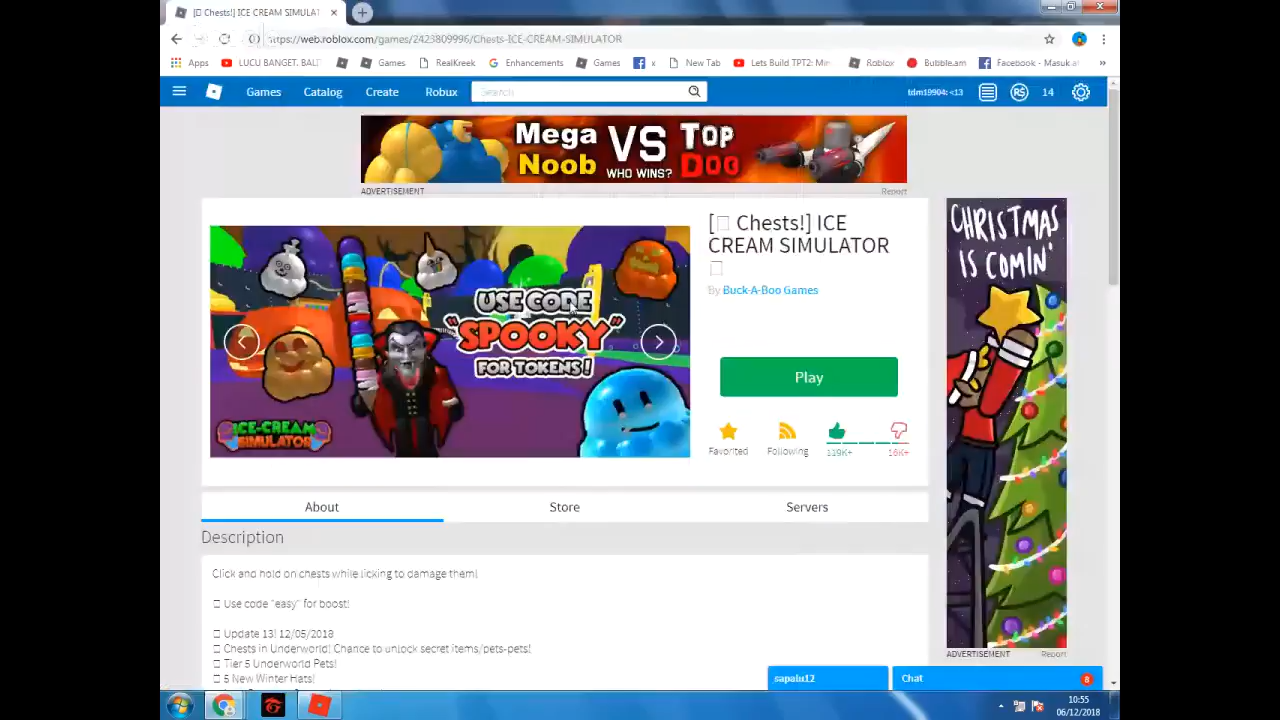 [ Chests!] ICE CREAM SIMULAT
https://web.roblox.com/games/2423809996/Chests-ICE-CREAM-SIMULATOR
Apps
LUCU BANGET. BALI
Games
RealKreek
Enhancements
Games
x
New Tab
Lets Build TPT2: Min
Roblox
Bubble.am
Facebook - Masuk at
»
Games
Catalog
Create
Robux
Search
tdm19904: <13
R$
14
Mega VS Top
Noob WHO WINS? DOG
ADVERTISEMENT
Report
[ Chests!] ICE
CREAM SIMULATOR
By Buck-A-Boo Games
USE CODE
"SPOOKY"
FOR TOKENS!
ICE-CREAM
SIMULATOR
Play
Favorited
Following
119K+
16K+
CHRISTMAS
IS COMIN'
About
Store
Servers
Description
Click and hold on chests while licking to damage them!
Use code "easy" for boost!
Update 13! 12/05/2018
Chests in Underworld! Chance to unlock secret items/pets-pets!
Tier 5 Underworld Pets!
5 New Winter Hats!
ADVERTISEMENT
Report
sapalu12
Chat
8
10:55
06/12/2018